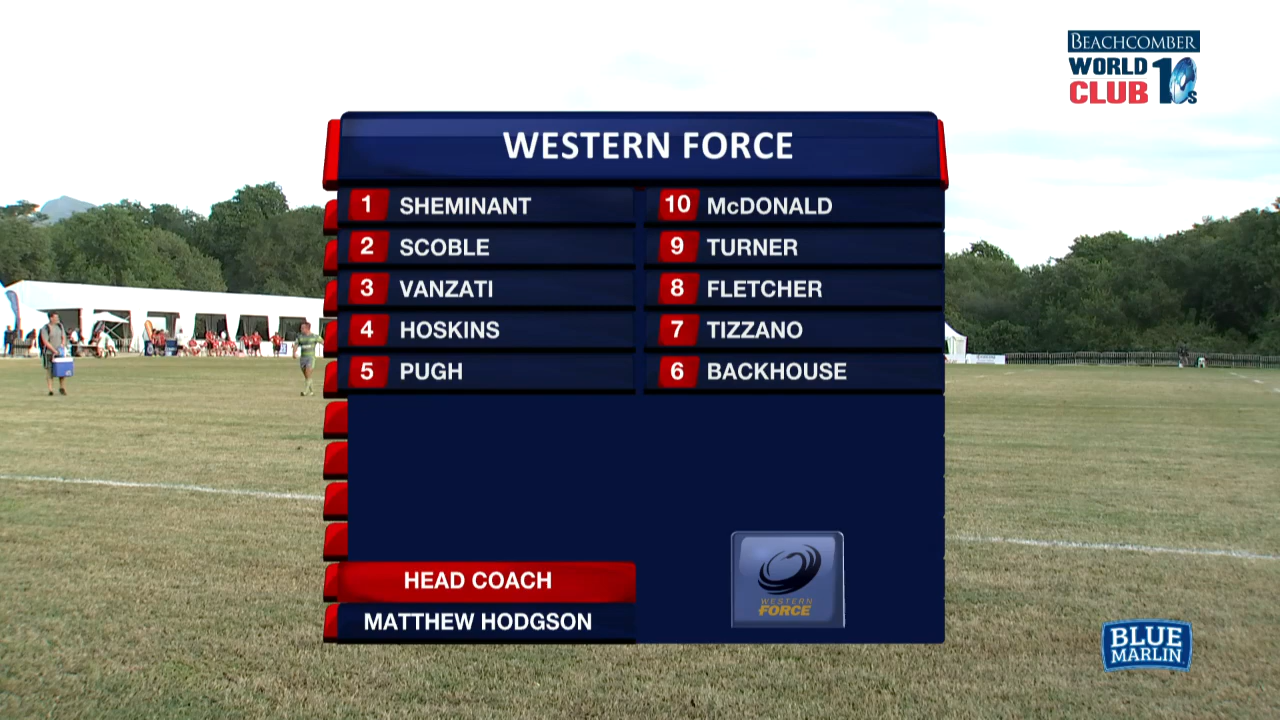 BEACHCOMBER
WORLD
CLUB 10s
WESTERN FORCE
1 SHEMINANT
2 SCOBLE
3 VANZATI
4 HOSKINS
5 PUGH
10 McDONALD
9 TURNER
8 FLETCHER
7 TIZZANO
6 BACKHOUSE
HEAD COACH
MATTHEW HODGSON
WESTERN
FORCE
BLUE
MARLIN